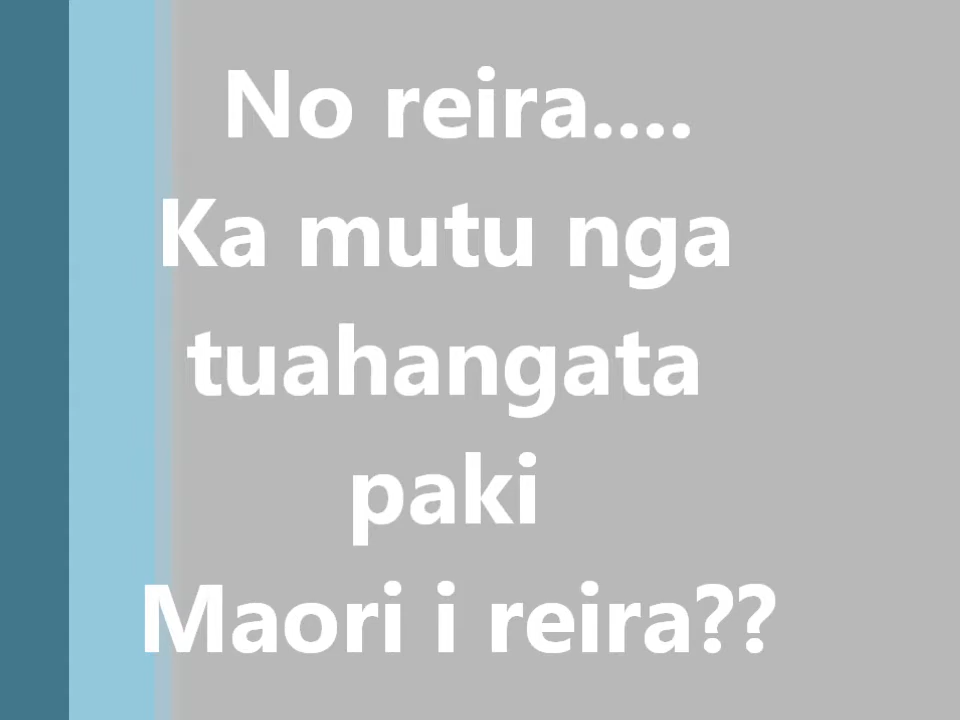 No reira....
Ka mutu nga
tuahangata
paki
Maori i reira??